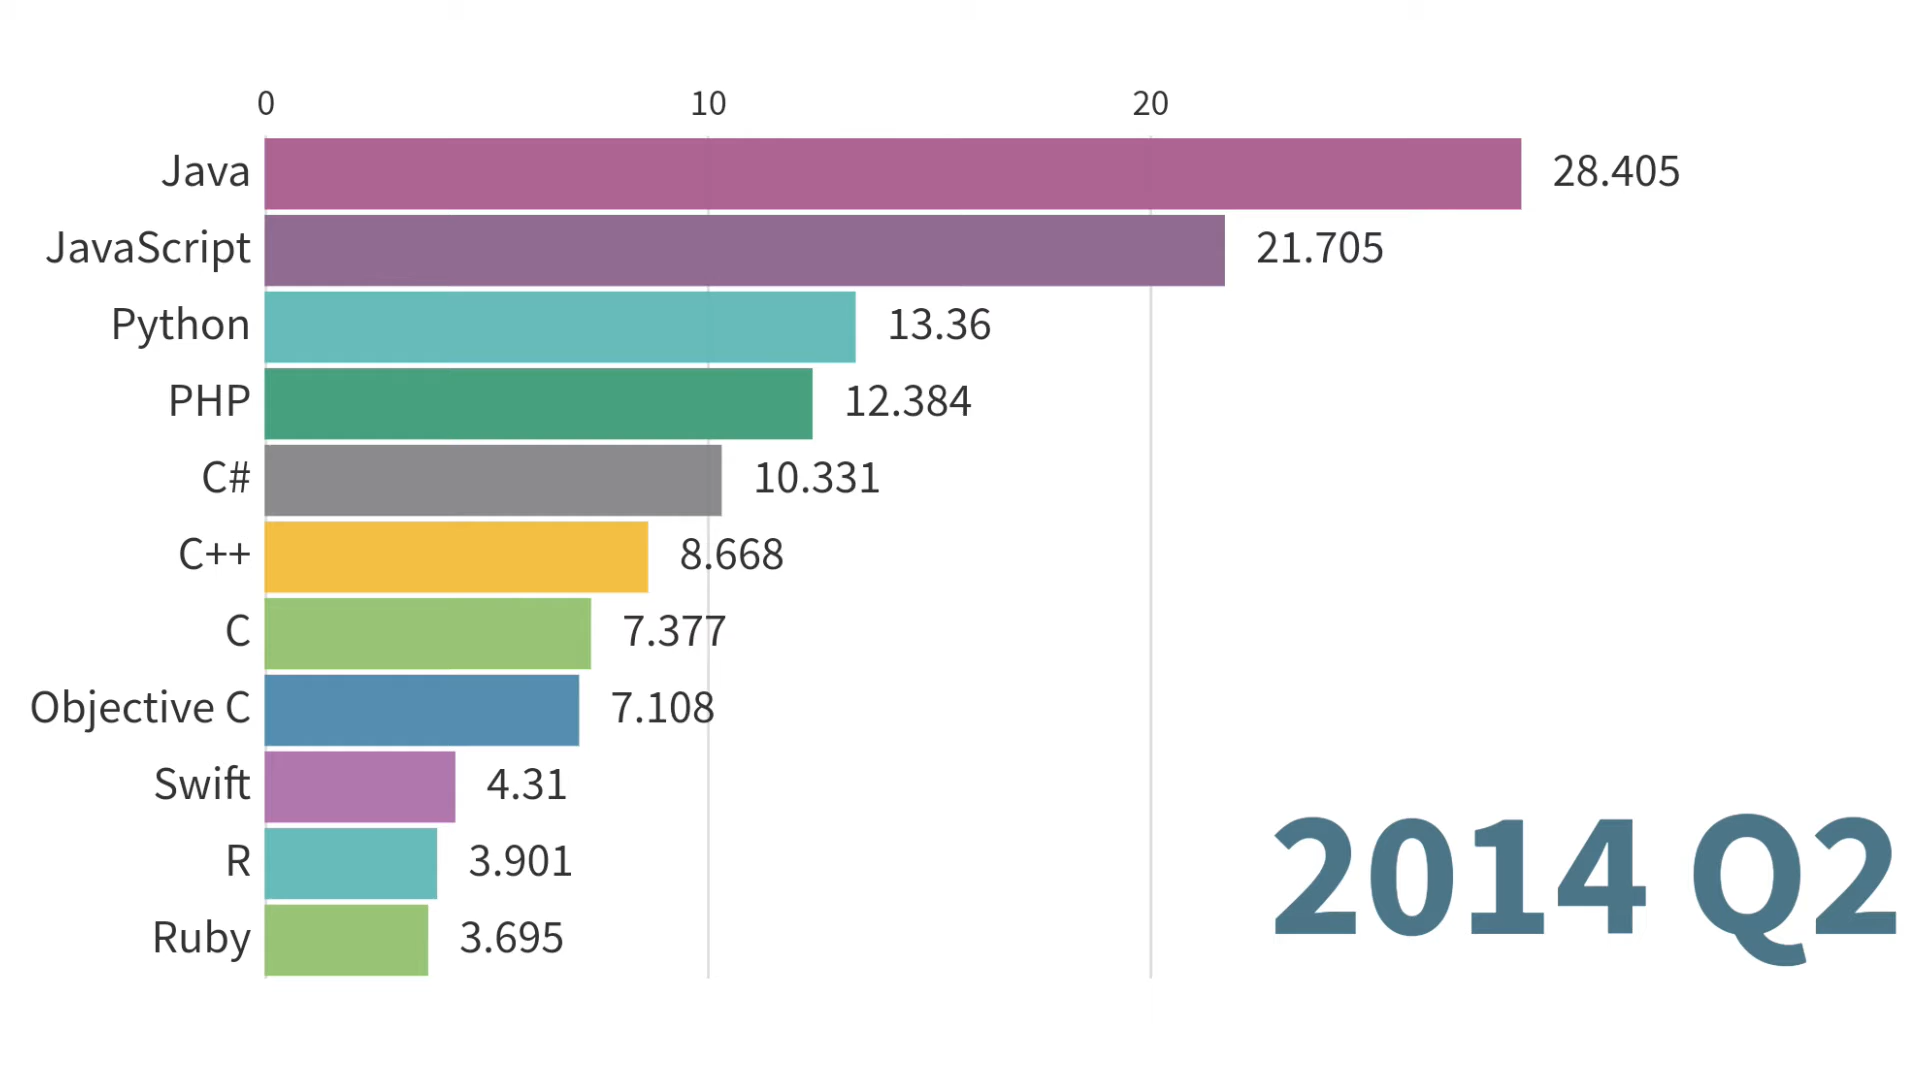 0 10 20
Java 28.405
JavaScript 21.705
Python 13.36
PHP 12.384
C# 10.331
C++ 8.668
C 7.377
Objective C 7.108
Swift 4.31
R 3.901
Ruby 3.695
2014 Q2